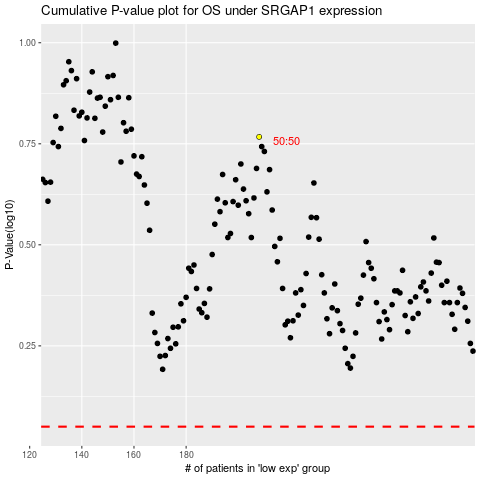 Cumulative P-value plot for OS under SRGAP1 expression
1.00
0.75
0.50
0.25
P-Value(log10)
50:50
120 140 160 180
# of patients in 'low exp' group